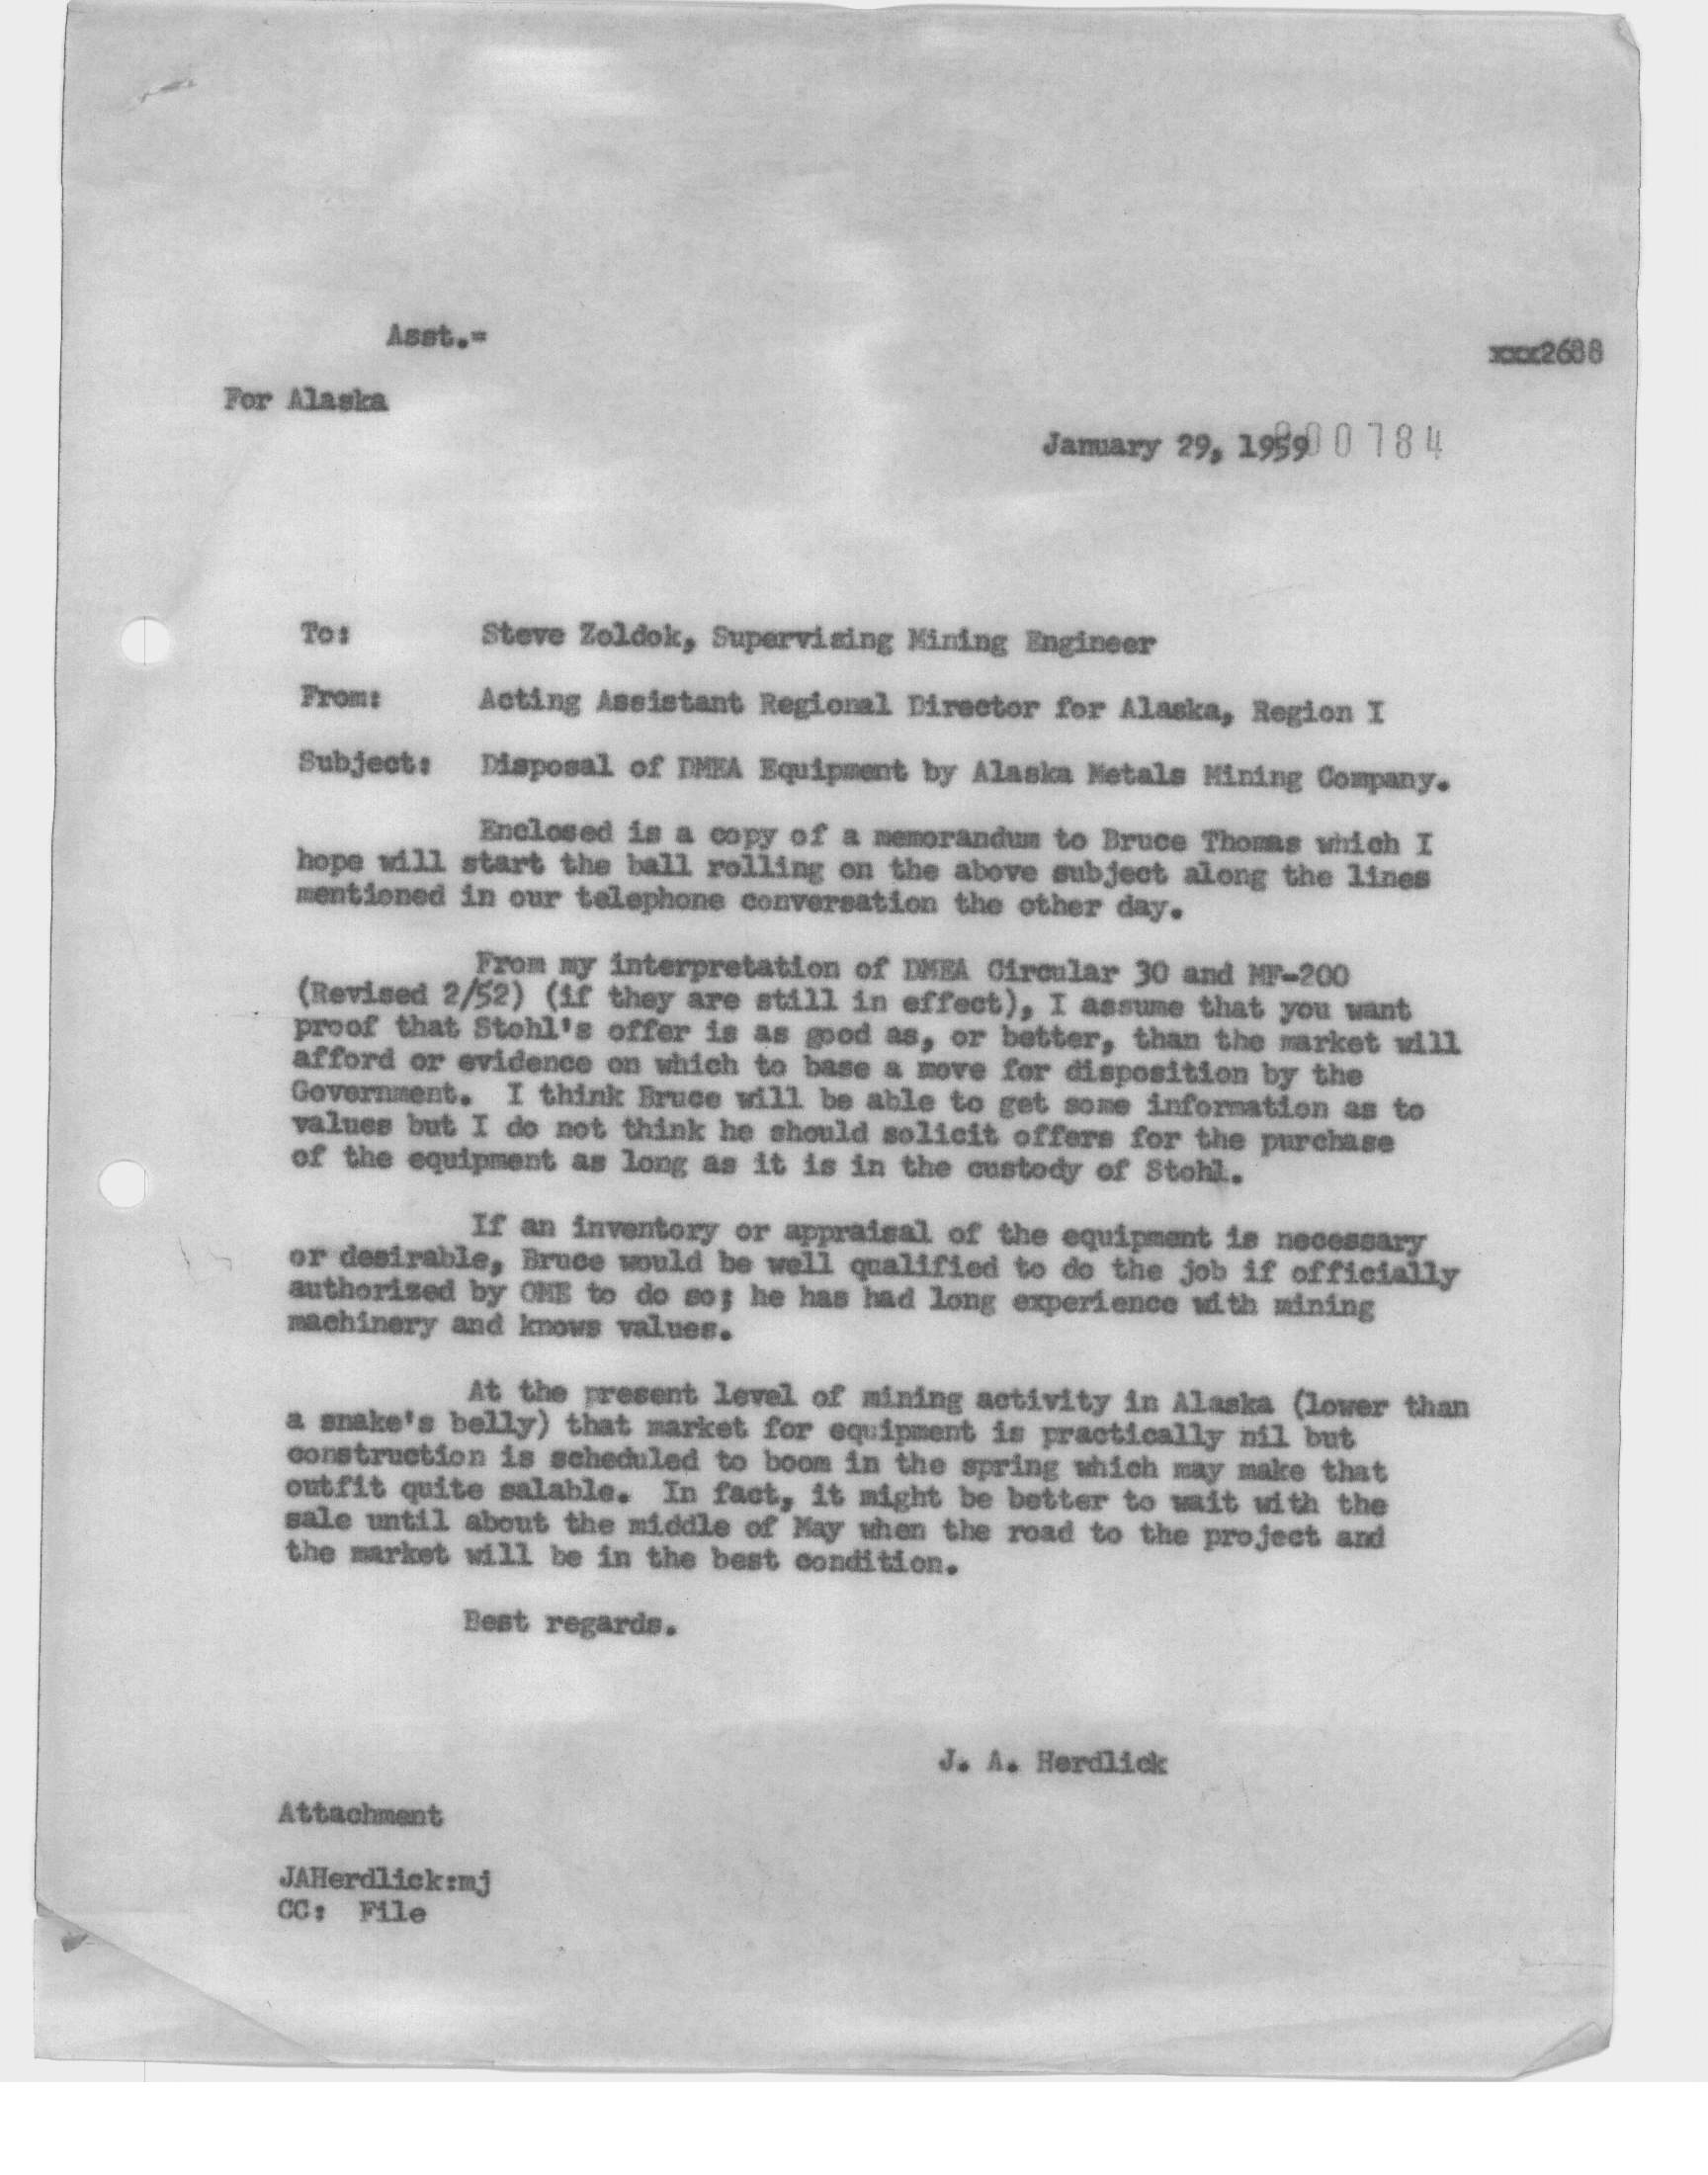 Asst.=
xxx2688
For Alaska
January 29, 1959
000784
To: Steve Zoldok, Supervising Mining Engineer
From: Acting Assistant Regional Director for Alaska, Region I
Subject: Disposal of DMEA Equipment by Alaska Metals Mining Company.
Enclosed is a copy of a memorandum to Bruce Thomas which I
hope will start the ball rolling on the above subject along the lines
mentioned in our telephone conversation the other day.
From my interpretation of DMEA Circular 30 and MF-200
(Revised 2/52) (if they are still in effect), I assume that you want
proof that Stohl's offer is as good as, or better, than the market will
afford or evidence on which to base a move for disposition by the
Government. I think Bruce will be able to get some information as to
values but I do not think he should solicit offers for the purchase
of the equipment as long as it is in the custody of Stohl.
If an inventory or appraisal of the equipment is necessary
or desirable, Bruce would be well qualified to do the job if officially
authorized by OME to do so; he has had long experience with mining
machinery and knows values.
At the present level of mining activity in Alaska (lower than
a snake's belly) that market for equipment is practically nil but
construction is scheduled to boom in the spring which may make that
outfit quite salable. In fact, it might be better to wait with the
sale until about the middle of May when the road to the project and
the market will be in the best condition.
Best regards.
J. A. Herdlick
Attachment
JAHerdlick:mj
CC: File